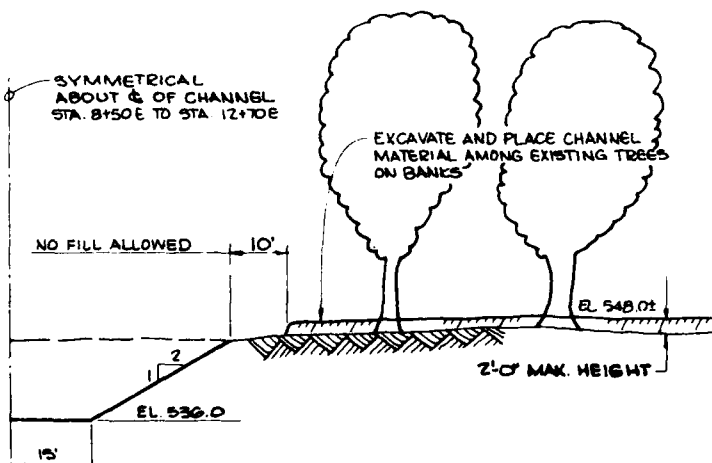 SYMMETRICAL
ABOUT ℄ OF CHANNEL
STA. 8+50E TO STA. 12+70E
EXCAVATE AND PLACE CHANNEL
MATERIAL AMONG EXISTING TREES
ON BANKS
NO FILL ALLOWED
10'
EL 548.0±
2
1
2'-0" MAX. HEIGHT
EL. 536.0
15'